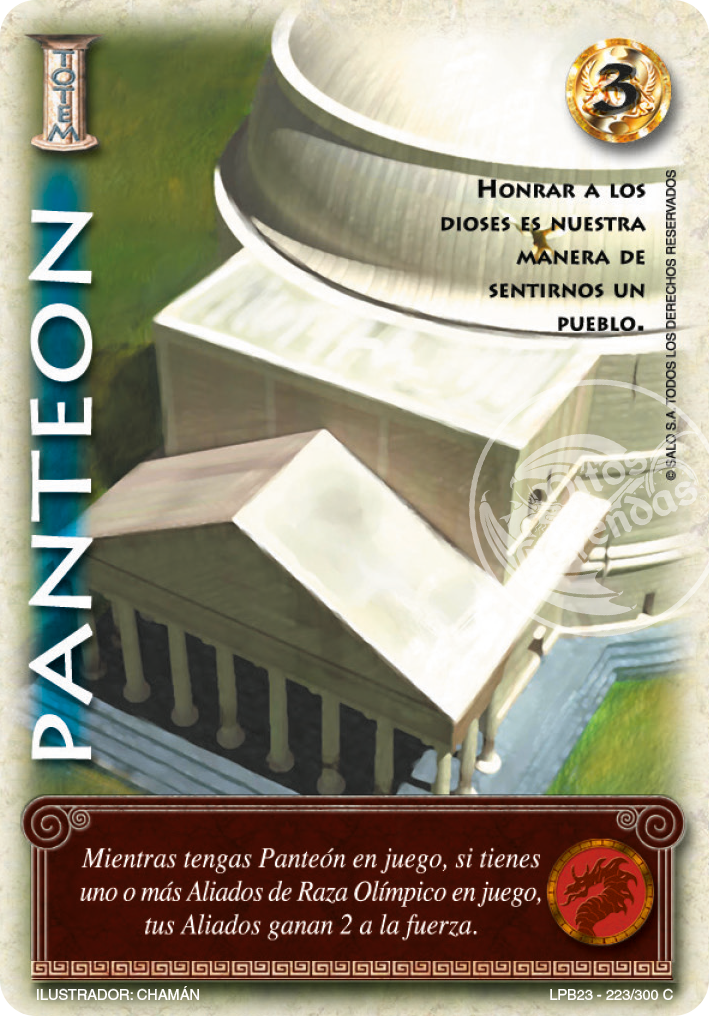 TOTEM
3
PANTEON
HONRAR A LOS
DIOSES ES NUESTRA
MANERA DE
SENTIRNOS UN
PUEBLO.
© SALO S.A. TODOS LOS DERECHOS RESERVADOS
Mientras tengas Panteón en juego, si tienes
uno o más Aliados de Raza Olímpico en juego,
tus Aliados ganan 2 a la fuerza.
ILUSTRADOR: CHAMÁN
LPB23 - 223/300 C